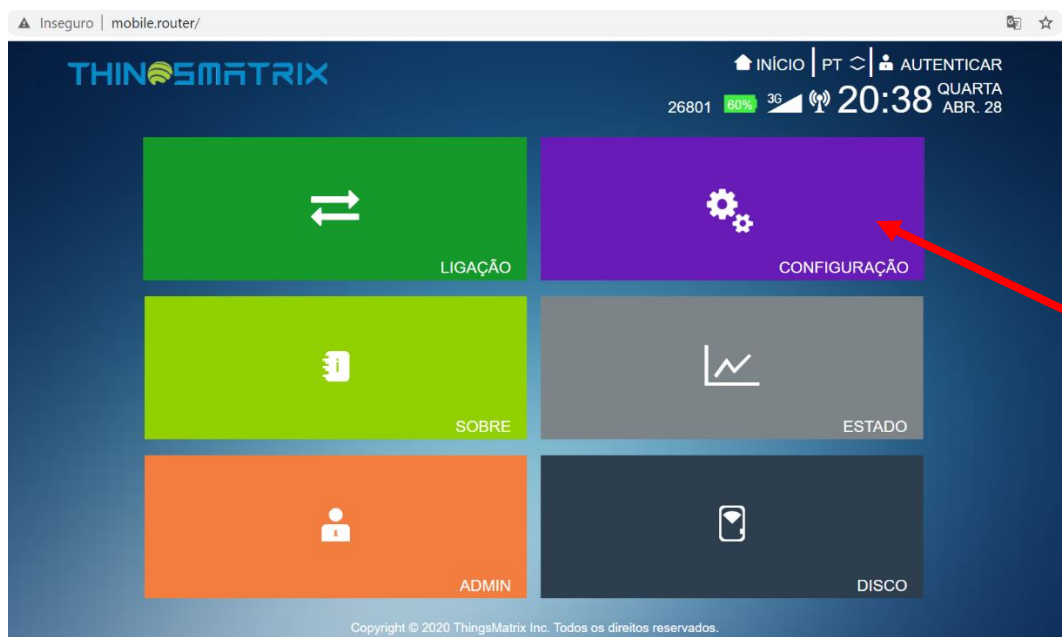 Inseguro | mobile.router/
THINGSMATRIX
INÍCIO | PT | AUTENTICAR
26801 60% 3G 20:38 QUARTA ABR. 28
LIGAÇÃO
CONFIGURAÇÃO
SOBRE
ESTADO
ADMIN
DISCO
Copyright © 2020 ThingsMatrix Inc. Todos os direitos reservados.